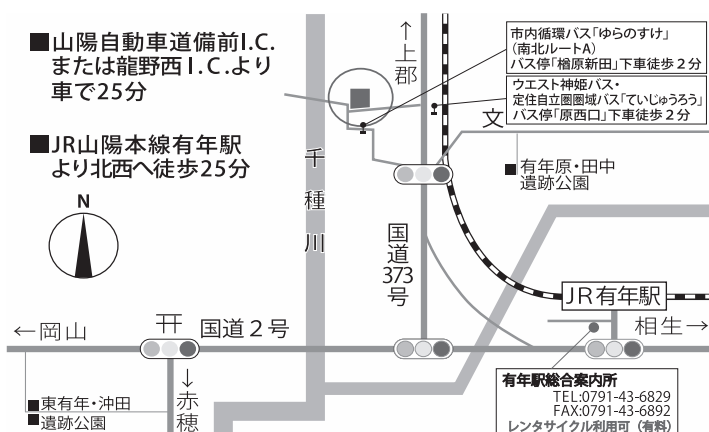 ■山陽自動車道備前I.C.
または龍野西I.C.より
車で25分
■JR山陽本線有年駅
より北西へ徒歩25分
N
千種川
↑上郡
市内循環バス「ゆらのすけ」
(南北ルートA)
バス停「楢原新田」下車徒歩2分
ウエスト神姫バス・
定住自立圏圏域バス「ていじゅうろう」
バス停「原西口」下車徒歩2分
文
■有年原・田中
遺跡公園
国道373号
JR有年駅
←岡山
国道2号
相生→
↓赤穂
■東有年・沖田
■遺跡公園
有年駅総合案内所
TEL:0791-43-6829
FAX:0791-43-6892
レンタサイクル利用可(有料)